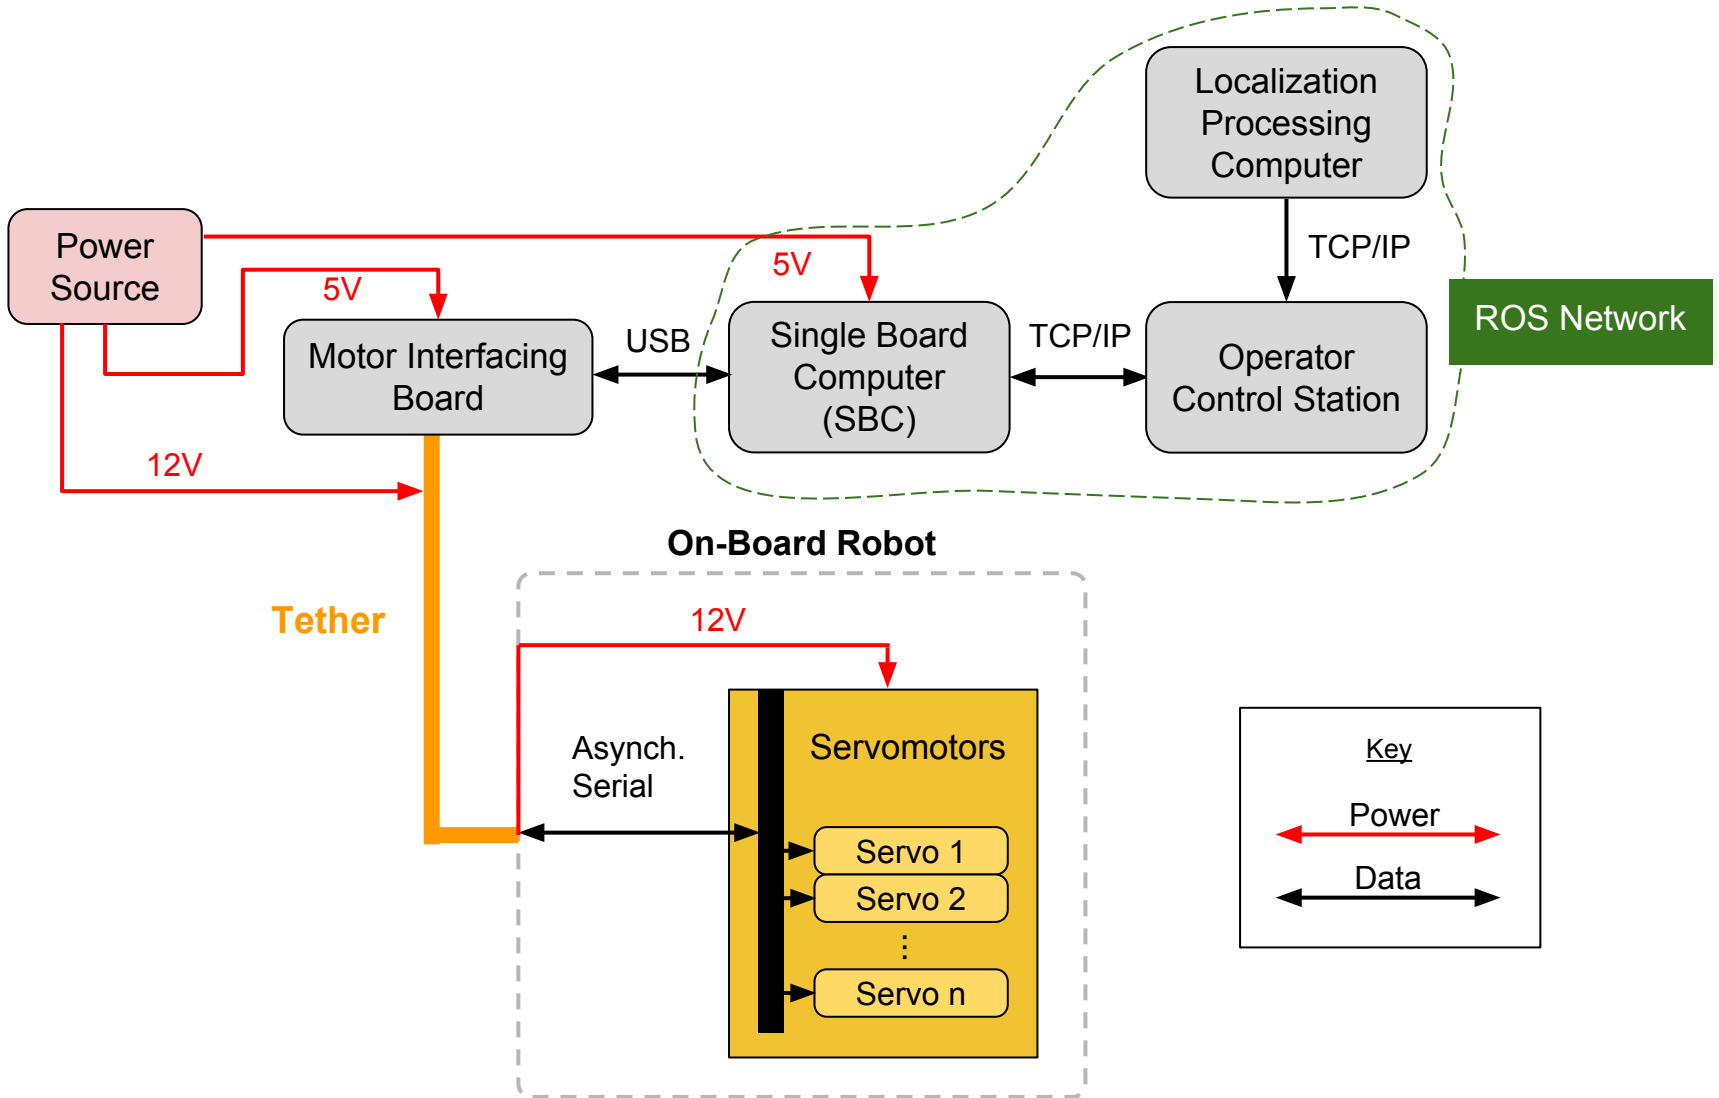 Localization
Processing
Computer
Power
Source
TCP/IP
5V
5V
ROS Network
Motor Interfacing
Board
USB
Single Board
Computer
(SBC)
TCP/IP
Operator
Control Station
12V
On-Board Robot
Tether
12V
Asynch.
Serial
Servomotors
Servo 1
Servo 2
...
Servo n
Key
Power
Data